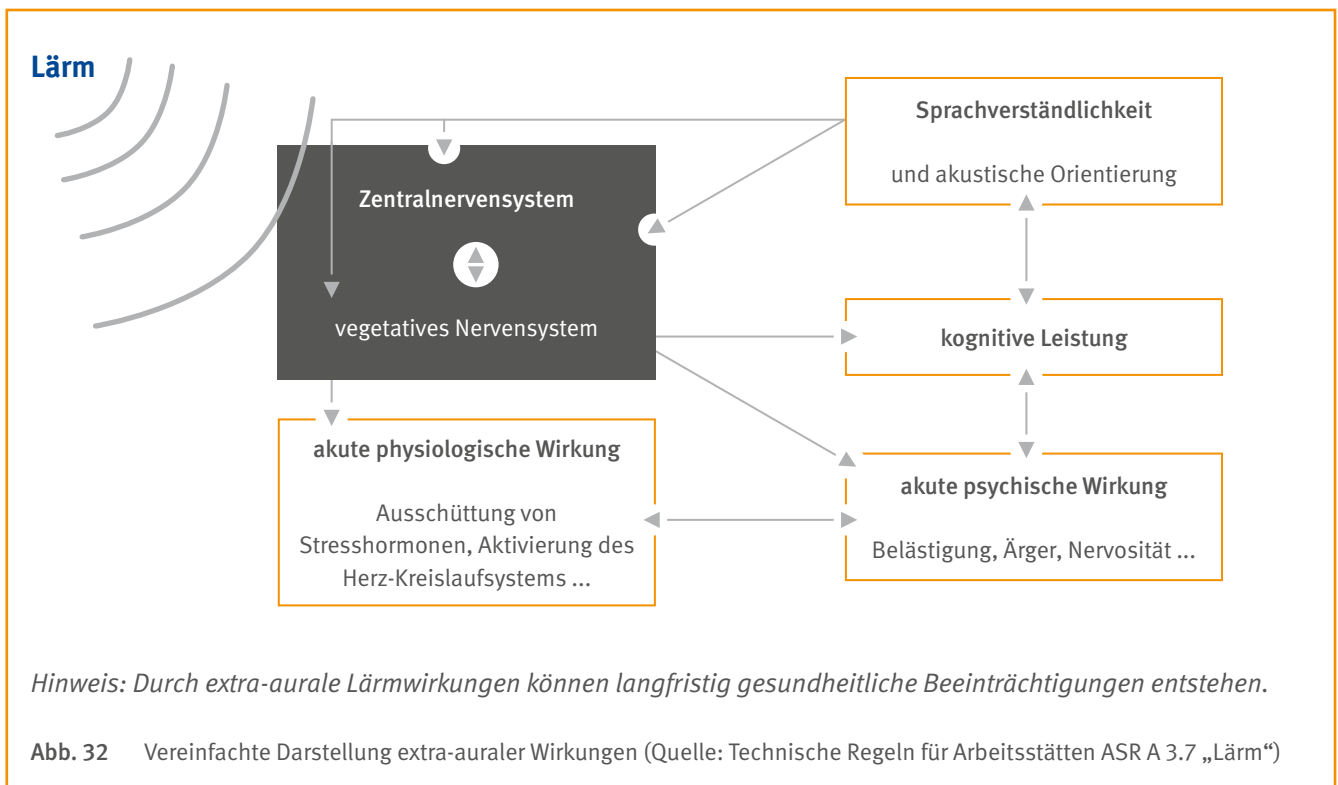 Lärm
Sprachverständlichkeit
und akustische Orientierung
Zentralnervensystem
vegetatives Nervensystem
kognitive Leistung
akute physiologische Wirkung
Ausschüttung von
Stresshormonen, Aktivierung des
Herz-Kreislaufsystems ...
akute psychische Wirkung
Belästigung, Ärger, Nervosität ...
Hinweis: Durch extra-aurale Lärmwirkungen können langfristig gesundheitliche Beeinträchtigungen entstehen.
Abb. 32 Vereinfachte Darstellung extra-auraler Wirkungen (Quelle: Technische Regeln für Arbeitsstätten ASR A 3.7 „Lärm“)